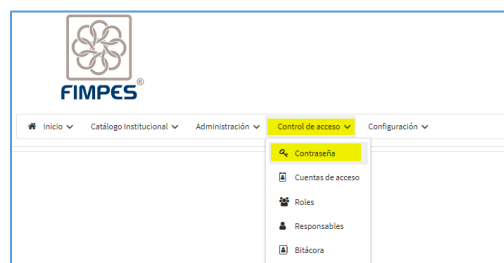 FIMPES®
Inicio Catálogo Institucional Administración Control de acceso Configuración
Contraseña
Cuentas de acceso
Roles
Responsables
Bitácora